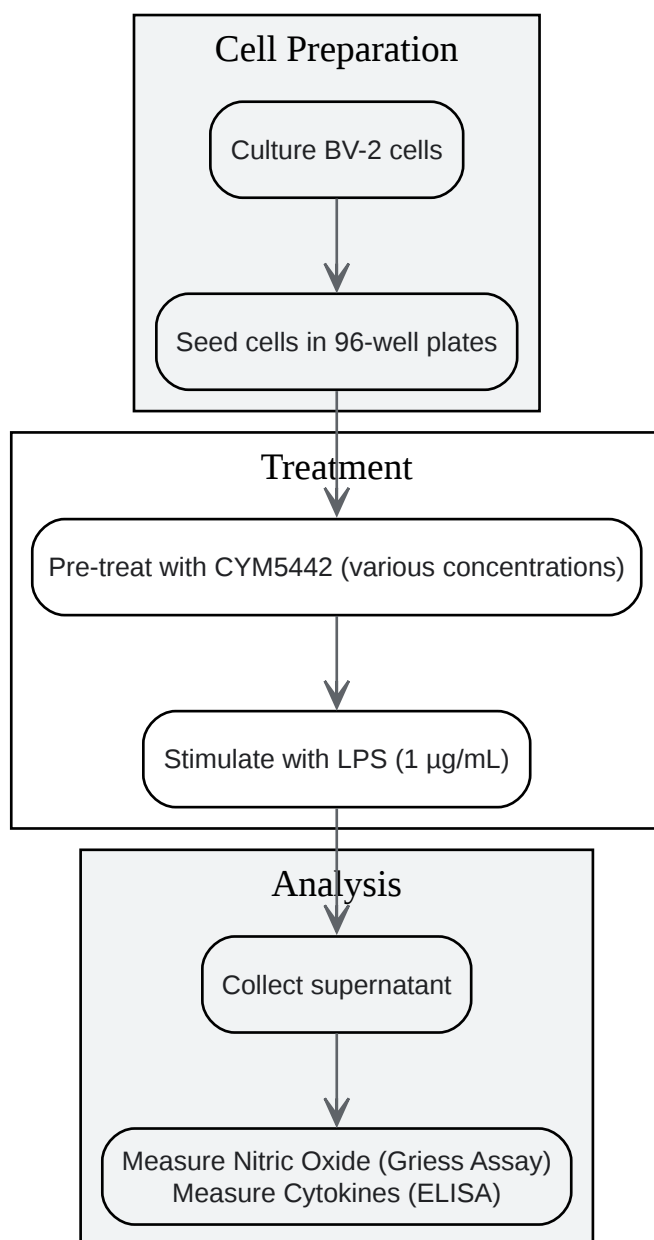 Cell Preparation
Culture BV-2 cells
Seed cells in 96-well plates
Treatment
Pre-treat with CYM5442 (various concentrations)
Stimulate with LPS (1 µg/mL)
Analysis
Collect supernatant
Measure Nitric Oxide (Griess Assay)
Measure Cytokines (ELISA)